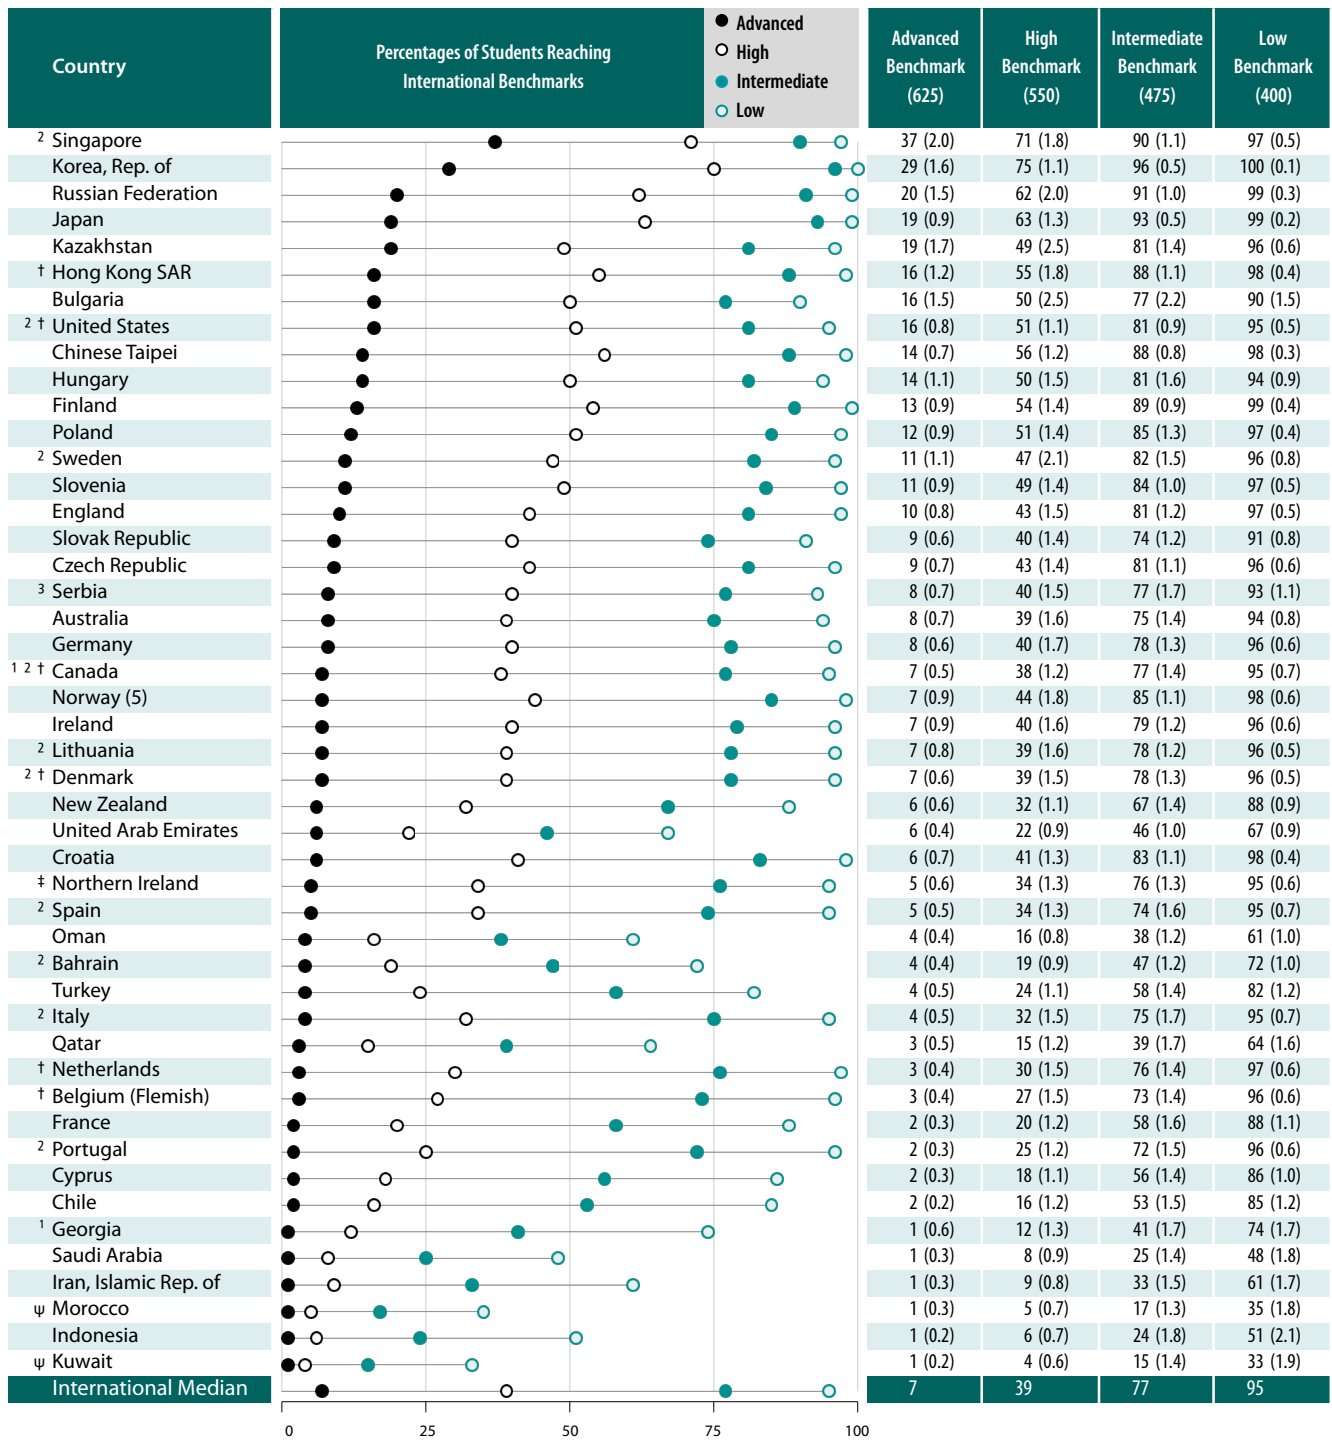 Country
Percentages of Students Reaching
International Benchmarks
Advanced
High
Intermediate
Low
Advanced
Benchmark
(625)
High
Benchmark
(550)
Intermediate
Benchmark
(475)
Low
Benchmark
(400)
2 Singapore 37 (2.0) 71 (1.8) 90 (1.1) 97 (0.5)
Korea, Rep. of 29 (1.6) 75 (1.1) 96 (0.5) 100 (0.1)
Russian Federation 20 (1.5) 62 (2.0) 91 (1.0) 99 (0.3)
Japan 19 (0.9) 63 (1.3) 93 (0.5) 99 (0.2)
Kazakhstan 19 (1.7) 49 (2.5) 81 (1.4) 96 (0.6)
† Hong Kong SAR 16 (1.2) 55 (1.8) 88 (1.1) 98 (0.4)
Bulgaria 16 (1.5) 50 (2.5) 77 (2.2) 90 (1.5)
2 † United States 16 (0.8) 51 (1.1) 81 (0.9) 95 (0.5)
Chinese Taipei 14 (0.7) 56 (1.2) 88 (0.8) 98 (0.3)
Hungary 14 (1.1) 50 (1.5) 81 (1.6) 94 (0.9)
Finland 13 (0.9) 54 (1.4) 89 (0.9) 99 (0.4)
Poland 12 (0.9) 51 (1.4) 85 (1.3) 97 (0.4)
2 Sweden 11 (1.1) 47 (2.1) 82 (1.5) 96 (0.8)
Slovenia 11 (0.9) 49 (1.4) 84 (1.0) 97 (0.5)
England 10 (0.8) 43 (1.5) 81 (1.2) 97 (0.5)
Slovak Republic 9 (0.6) 40 (1.4) 74 (1.2) 91 (0.8)
Czech Republic 9 (0.7) 43 (1.4) 81 (1.1) 96 (0.6)
3 Serbia 8 (0.7) 40 (1.5) 77 (1.7) 93 (1.1)
Australia 8 (0.7) 39 (1.6) 75 (1.4) 94 (0.8)
Germany 8 (0.6) 40 (1.7) 78 (1.3) 96 (0.6)
1 2 † Canada 7 (0.5) 38 (1.2) 77 (1.4) 95 (0.7)
Norway (5) 7 (0.9) 44 (1.8) 85 (1.1) 98 (0.6)
Ireland 7 (0.9) 40 (1.6) 79 (1.2) 96 (0.6)
2 Lithuania 7 (0.8) 39 (1.6) 78 (1.2) 96 (0.5)
2 † Denmark 7 (0.6) 39 (1.5) 78 (1.3) 96 (0.5)
New Zealand 6 (0.6) 32 (1.1) 67 (1.4) 88 (0.9)
United Arab Emirates 6 (0.4) 22 (0.9) 46 (1.0) 67 (0.9)
Croatia 6 (0.7) 41 (1.3) 83 (1.1) 98 (0.4)
‡ Northern Ireland 5 (0.6) 34 (1.3) 76 (1.3) 95 (0.6)
2 Spain 5 (0.5) 34 (1.3) 74 (1.6) 95 (0.7)
Oman 4 (0.4) 16 (0.8) 38 (1.2) 61 (1.0)
2 Bahrain 4 (0.4) 19 (0.9) 47 (1.2) 72 (1.0)
Turkey 4 (0.5) 24 (1.1) 58 (1.4) 82 (1.2)
2 Italy 4 (0.5) 32 (1.5) 75 (1.7) 95 (0.7)
Qatar 3 (0.5) 15 (1.2) 39 (1.7) 64 (1.6)
† Netherlands 3 (0.4) 30 (1.5) 76 (1.4) 97 (0.6)
† Belgium (Flemish) 3 (0.4) 27 (1.5) 73 (1.4) 96 (0.6)
France 2 (0.3) 20 (1.2) 58 (1.6) 88 (1.1)
2 Portugal 2 (0.3) 25 (1.2) 72 (1.5) 96 (0.6)
Cyprus 2 (0.3) 18 (1.1) 56 (1.4) 86 (1.0)
Chile 2 (0.2) 16 (1.2) 53 (1.5) 85 (1.2)
1 Georgia 1 (0.6) 12 (1.3) 41 (1.7) 74 (1.7)
Saudi Arabia 1 (0.3) 8 (0.9) 25 (1.4) 48 (1.8)
Iran, Islamic Rep. of 1 (0.3) 9 (0.8) 33 (1.5) 61 (1.7)
ψ Morocco 1 (0.3) 5 (0.7) 17 (1.3) 35 (1.8)
Indonesia 1 (0.2) 6 (0.7) 24 (1.8) 51 (2.1)
ψ Kuwait 1 (0.2) 4 (0.6) 15 (1.4) 33 (1.9)
International Median 7 39 77 95
0 25 50 75 100